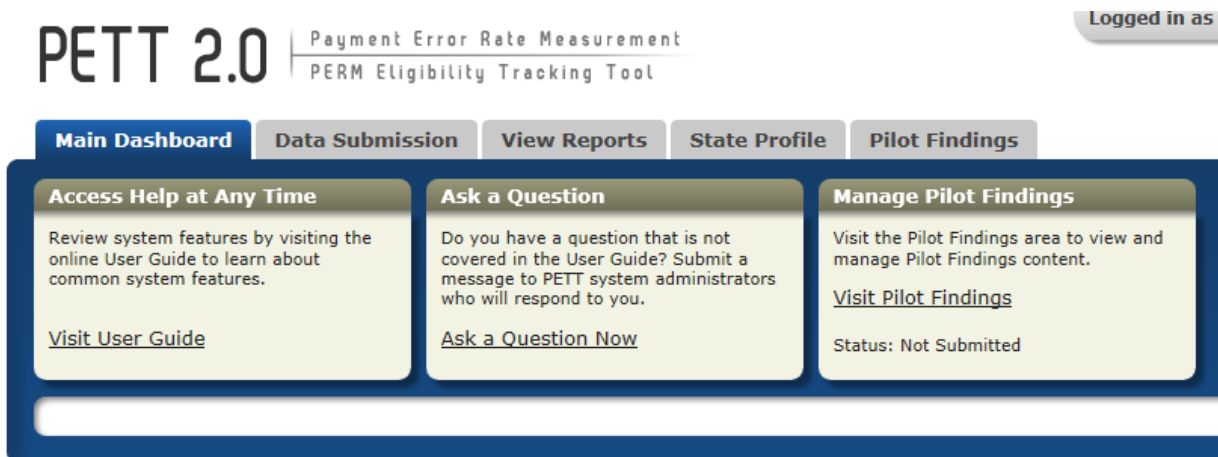 Logged in as
PETT 2.0
Payment Error Rate Measurement
PERM Eligibility Tracking Tool
Main Dashboard
Data Submission
View Reports
State Profile
Pilot Findings
Access Help at Any Time
Review system features by visiting the
online User Guide to learn about
common system features.
Visit User Guide
Ask a Question
Do you have a question that is not
covered in the User Guide? Submit a
message to PETT system administrators
who will respond to you.
Ask a Question Now
Manage Pilot Findings
Visit the Pilot Findings area to view and
manage Pilot Findings content.
Visit Pilot Findings
Status: Not Submitted